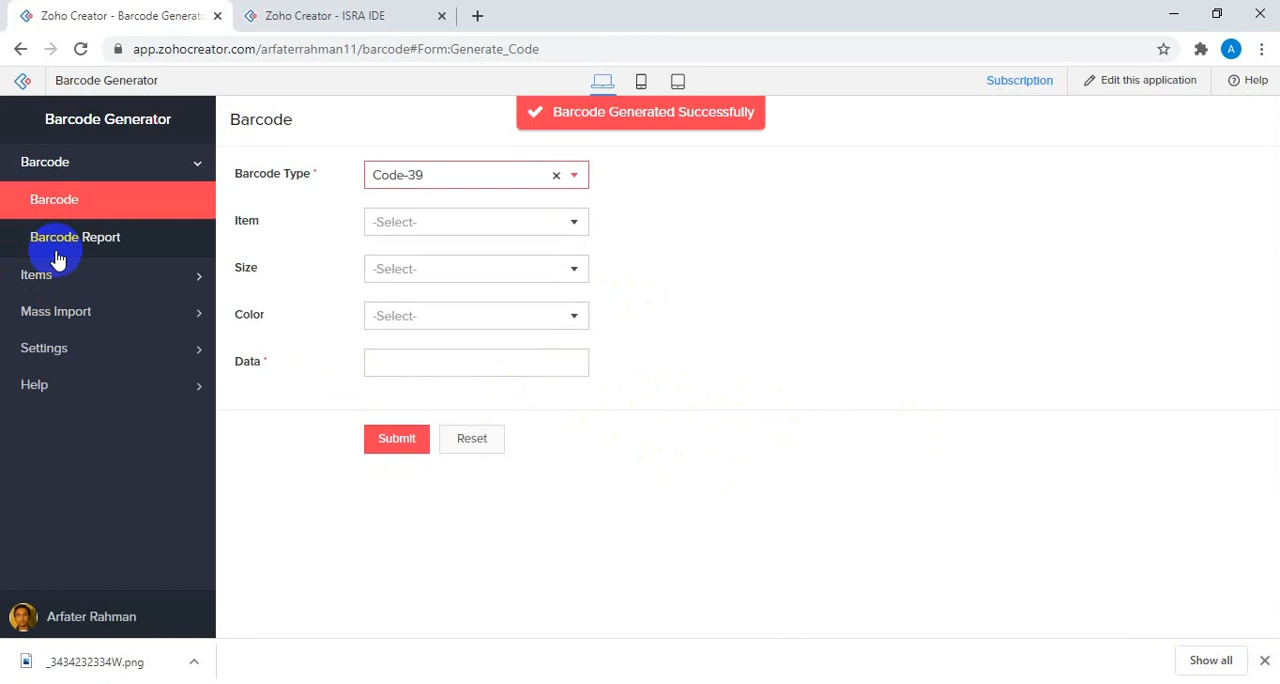 Zoho Creator - Barcode Generato
Zoho Creator - ISRA IDE
app.zohocreator.com/arfaterrahman11/barcode#Form:Generate_Code
A
Barcode Generator
Subscription
Edit this application
Help
Barcode Generator
Barcode
Barcode
Barcode Report
Items
Mass Import
Settings
Help
Arfater Rahman
Barcode
Barcode Generated Successfully
Barcode Type *
Code-39
Item
-Select-
Size
-Select-
Color
-Select-
Data *
Submit
Reset
_3434232334W.png
Show all